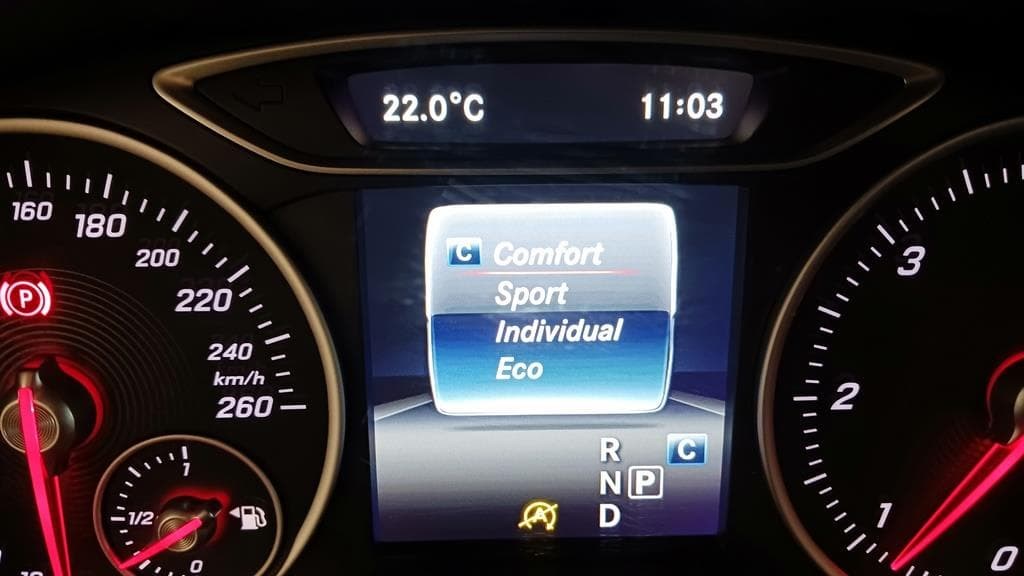 22.0°C
11:03
160
180
200
220
240
km/h
260
P
1
1/2
0
C Comfort
Sport
Individual
Eco
R
C
N P
D
A
3
2
1
0